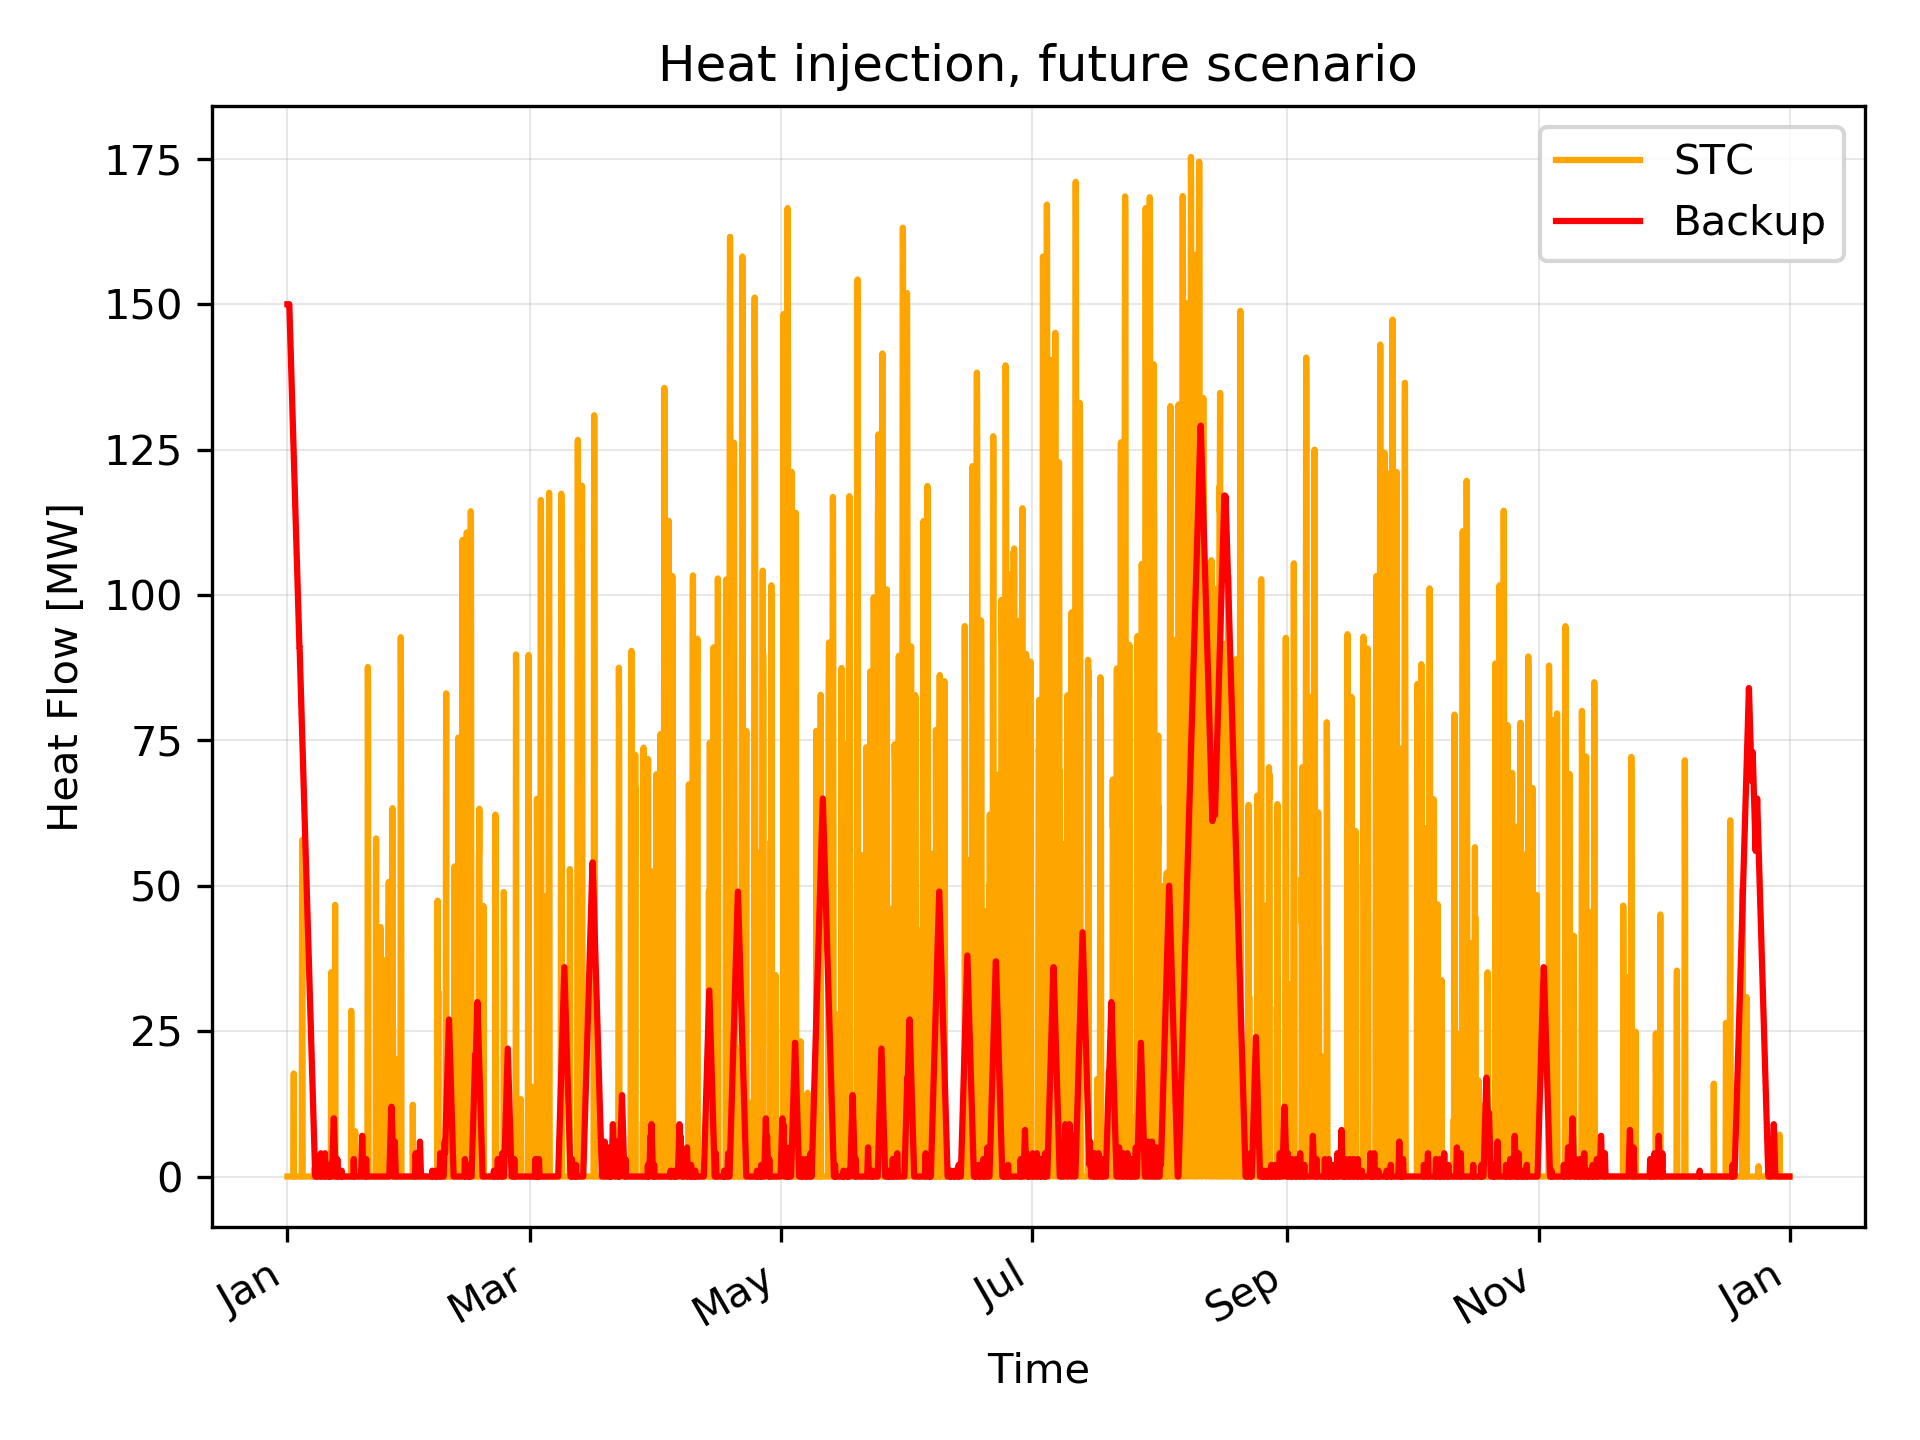 Heat injection, future scenario
STC
Backup
175
150
125
100
75
50
25
0
Heat Flow [MW]
Jan
Mar
May
Jul
Sep
Nov
Jan
Time